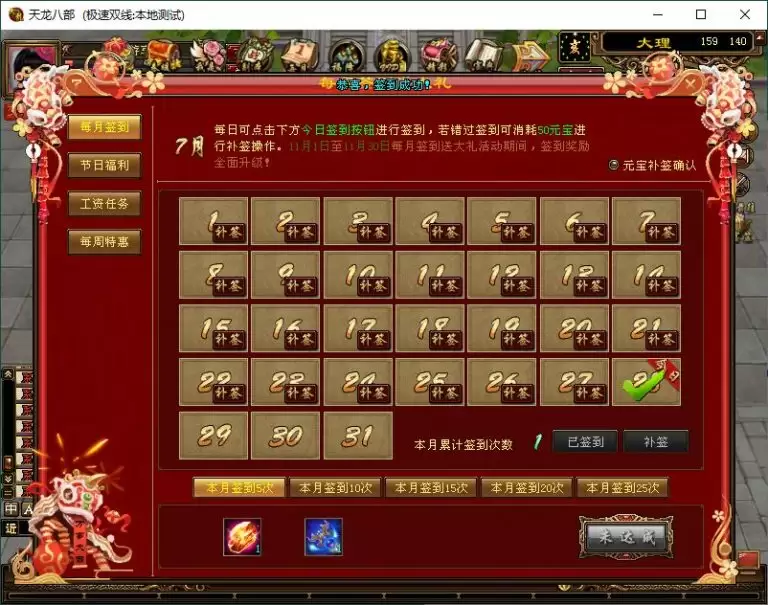 天龙八部 (极速双线:本地测试)
大理 159 140
恭喜,签到成功!
每月签到
节日福利
工资任务
每周特惠
7月
每日可点击下方今日签到按钮进行签到,若错过签到可消耗50元宝进
行补签操作。11月1日至11月30日每月签到送大礼活动期间,签到奖励
全面升级!
元宝补签确认
1 补签 2 补签 3 补签 4 补签 5 补签 6 补签 7 补签
8 补签 9 补签 10 补签 11 补签 12 补签 13 补签 14 补签
15 补签 16 补签 17 补签 18 补签 19 补签 20 补签 21 补签
22 补签 23 补签 24 补签 25 补签 26 补签 27 补签
29 30 31
本月累计签到次数 1 已签到 补签
本月签到5次 本月签到10次 本月签到15次 本月签到20次 本月签到25次
未达成